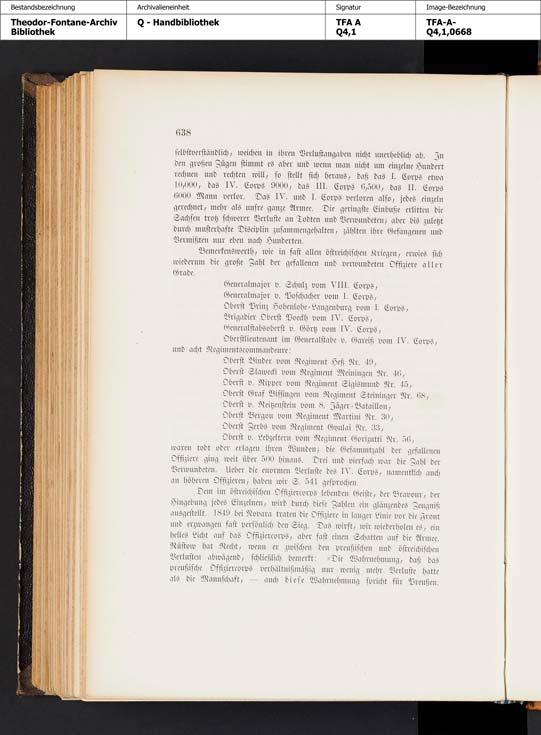 Bestandsbezeichnung Archivalieneinheit Signatur Image-Bezeichnung
Theodor-Fontane-Archiv Q - Handbibliothek TFA A TFA-A-
Bibliothek Q4,1 Q4,1,0668
638
selbstverständlich, weichen in ihren Verlustangaben nicht unerheblich ab. In
den großen Zügen stimmt es aber und wenn man nicht um einzelne Hundert
rechnen und rechten will, so stellt sich heraus, daß das I. Corps etwa
10,000, das IV. Corps 9000, das III. Corps 6,500, das II. Corps
6000 Mann verlor. Das IV. und I. Corps verloren also, jedes einzeln
gerechnet, mehr als unsre ganze Armee. Die geringste Einbuße erlitten die
Sachsen trotz schwerer Verluste an Todten und Verwundeten; aber bis zuletzt
durch musterhafte Disciplin zusammengehalten, zählten ihre Gefangenen und
Vermißten nur eben nach Hunderten.
Bemerkenswerth, wie in fast allen östreichischen Kriegen, erwies sich
wiederum die große Zahl der gefallenen und verwundeten Offiziere aller
Grade.
Generalmajor v. Schulz vom VIII. Corps,
Generalmajor v. Poschacher vom I. Corps,
Oberst Prinz Hohenlohe-Langenburg vom I. Corps,
Brigadier Oberst Poeckh vom IV. Corps,
Generalstabsoberst v. Görtz vom IV. Corps,
Oberstlieutenant im Generalstabe v. Gareiß vom IV. Corps,
und acht Regimentscommandeure:
Oberst Binder vom Regiment Heß Nr. 49,
Oberst Slawecki vom Regiment Meiningen Nr. 46,
Oberst v. Ripper vom Regiment Sigismund Nr. 45,
Oberst Graf Bissingen vom Regiment Steininger Nr. 68,
Oberst v. Reitzenstein vom 8. Jäger-Bataillon,
Oberst Bergou vom Regiment Martini Nr. 30,
Oberst Ferbs vom Regiment Gyulai Nr. 33,
Oberst v. Lebzeltern vom Regiment Gorizutti Nr. 56,
waren todt oder erlagen ihren Wunden; die Gesammtzahl der gefallenen
Offiziere ging weit über 500 hinaus. Drei und vierfach war die Zahl der
Verwundeten. Ueber die enormen Verluste des IV. Corps, namentlich auch
an höheren Offizieren, haben wir S. 541 gesprochen.
Dem im östreichischen Offiziercorps lebenden Geiste, der Bravour, der
Hingebung jedes Einzelnen, wird durch diese Zahlen ein glänzendes Zeugniß
ausgestellt. 1849 bei Novara traten die Offiziere in langer Linie vor die Front
und erzwangen fast persönlich den Sieg. Das wirft, wir wiederholen es, ein
helles Licht auf das Offiziercorps, aber fast einen Schatten auf die Armee.
Rüstow hat Recht, wenn er zwischen den preußischen und östreichischen
Verlusten abwägend, schließlich bemerkt: »Die Wahrnehmung, daß das
preußische Offiziercorps verhältnißmäßig nur wenig mehr Verluste hatte
als die Mannschaft, — auch diese Wahrnehmung spricht für Preußen.